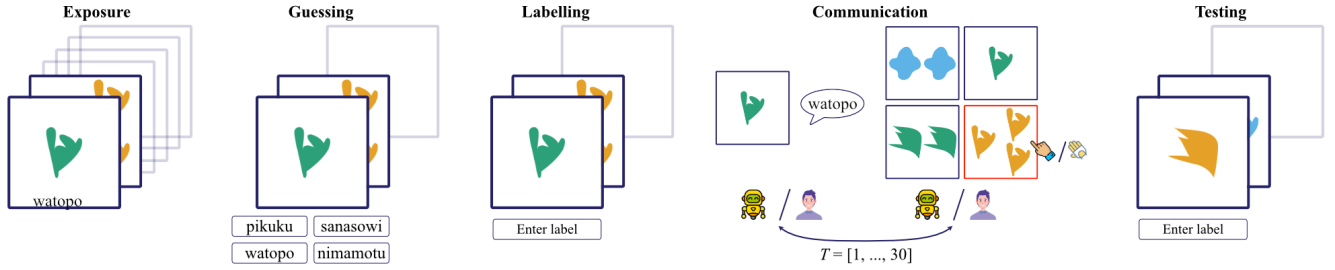 Exposure
Guessing
Labelling
Communication
Testing
watopo
pikuku
sanasowi
watopo
nimamotu
Enter label
watopo
/
/
/
T = [1, ..., 30]
Enter label